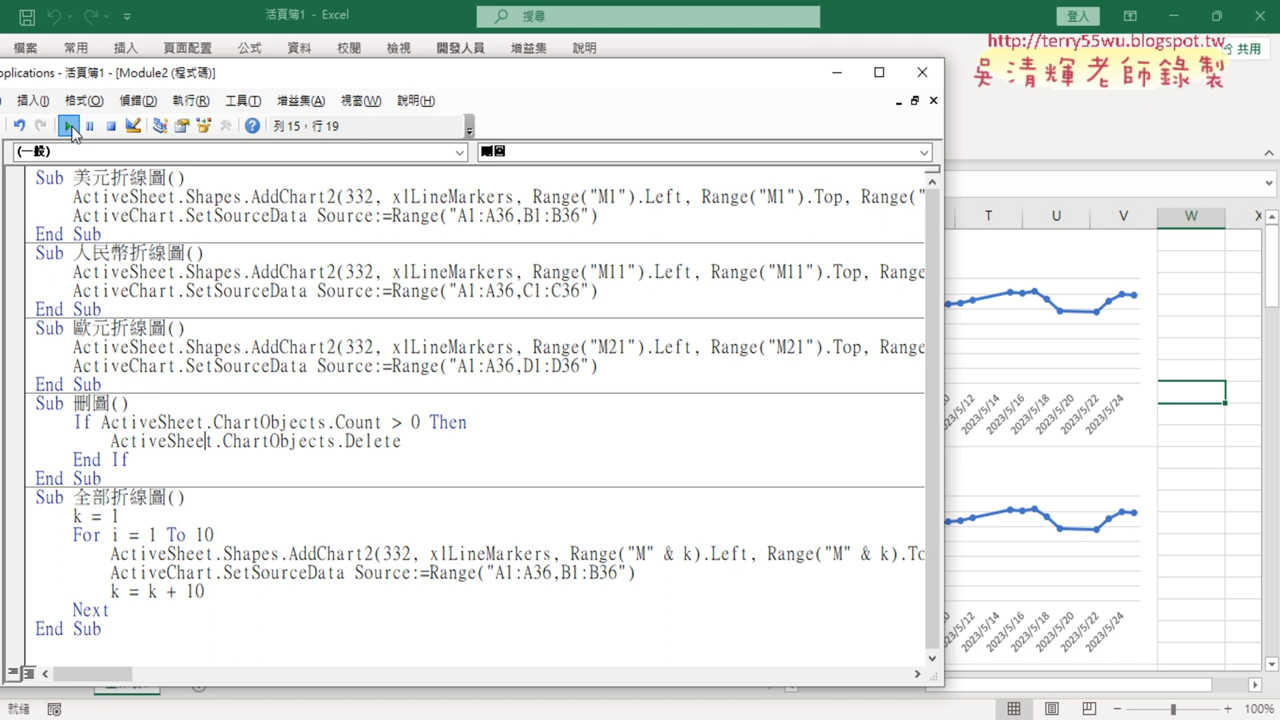 活頁簿1 - Excel
搜尋
登入
檔案 常用 插入 頁面配置 公式 資料 校閱 檢視 開發人員 增益集 說明
共用
http://terry55wu.blogspot.tw
吳清輝老師錄製
pplications - 活頁簿1 - [Module2 (程式碼)]
插入(I) 格式(O) 偵錯(D) 執行(R) 工具(T) 增益集(A) 視窗(W) 說明(H)
列 15，行 19
(一般)
刪圖
Sub 美元折線圖()
ActiveSheet.Shapes.AddChart2(332, xlLineMarkers, Range("M1").Left, Range("M1").Top, Range("
ActiveChart.SetSourceData Source:=Range("A1:A36,B1:B36")
End Sub
Sub 人民幣折線圖()
ActiveSheet.Shapes.AddChart2(332, xlLineMarkers, Range("M11").Left, Range("M11").Top, Range
ActiveChart.SetSourceData Source:=Range("A1:A36,C1:C36")
End Sub
Sub 歐元折線圖()
ActiveSheet.Shapes.AddChart2(332, xlLineMarkers, Range("M21").Left, Range("M21").Top, Range
ActiveChart.SetSourceData Source:=Range("A1:A36,D1:D36")
End Sub
Sub 刪圖()
If ActiveSheet.ChartObjects.Count > 0 Then
ActiveSheet.ChartObjects.Delete
End If
End Sub
Sub 全部折線圖()
k = 1
For i = 1 To 10
ActiveSheet.Shapes.AddChart2(332, xlLineMarkers, Range("M" & k).Left, Range("M" & k).To
ActiveChart.SetSourceData Source:=Range("A1:A36,B1:B36")
k = k + 10
Next
End Sub
T U V W X
2023/5/12 2023/5/14 2023/5/16 2023/5/18 2023/5/20 2023/5/22 2023/5/24
2023/5/12 2023/5/14 2023/5/16 2023/5/18 2023/5/20 2023/5/22 2023/5/24
就緒
100%